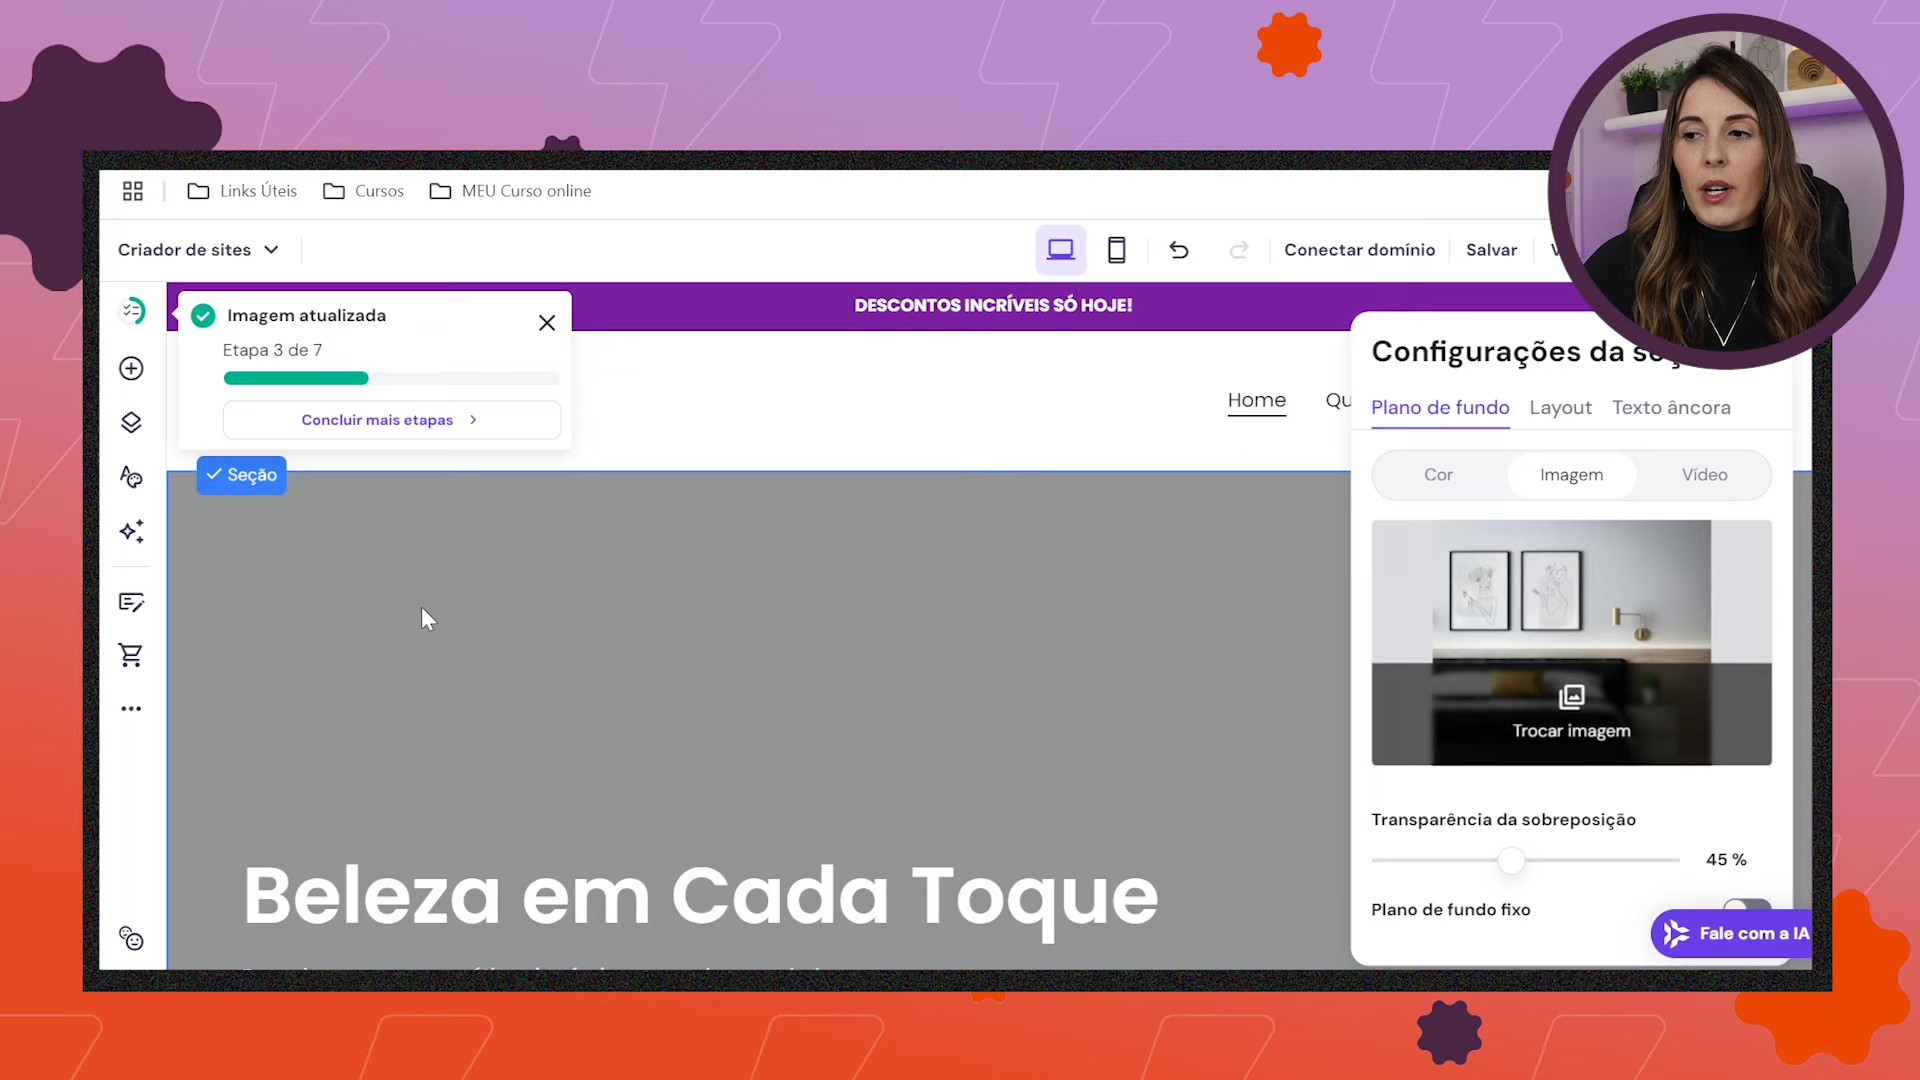 Links Úteis
Cursos
MEU Curso online
Criador de sites
Conectar domínio
Salvar
DESCONTOS INCRÍVEIS SÓ HOJE!
Imagem atualizada
Etapa 3 de 7
Concluir mais etapas
Home
Qu
Seção
Configurações da
Plano de fundo
Layout
Texto âncora
Cor
Imagem
Vídeo
Trocar imagem
Transparência da sobreposição
45 %
Plano de fundo fixo
Fale com a IA
Beleza em Cada Toque